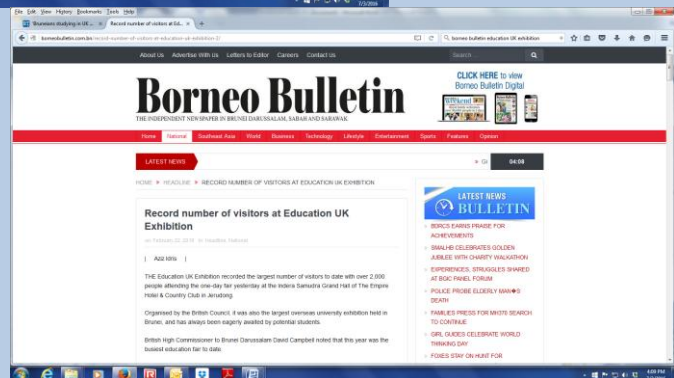 7/3/2016
File Edit View History Bookmarks Tools Help
Bruneians studying in UK ...
Record number of visitors at Ed...
borneobulletin.com.bn/record-number-of-visitors-at-education-uk-exhibition-2/
borneo bulletin education UK exhibition
About Us Advertise With Us Letters to Editor Careers Contact Us
Search
Borneo Bulletin
THE INDEPENDENT NEWSPAPER IN BRUNEI DARUSSALAM, SABAH AND SARAWAK
CLICK HERE to view
Borneo Bulletin Digital
Home National Southeast Asia World Business Technology Lifestyle Entertainment Sports Features Opinion
LATEST NEWS
04:08
HOME HEADLINE RECORD NUMBER OF VISITORS AT EDUCATION UK EXHIBITION
Record number of visitors at Education UK
Exhibition
| Aziz Idris |
THE Education UK Exhibition recorded the largest number of visitors to date with over 2,000
people attending the one-day fair yesterday at the Indera Samudra Grand Hall of The Empire
Hotel & Country Club in Jerudong.
Organised by the British Council, it was also the largest overseas university exhibition held in
Brunei, and has always been eagerly awaited by potential students.
British High Commissioner to Brunei Darussalam David Campbell noted that this year was the
busiest education fair to date.
LATEST NEWS
BULLETIN
BDRCS EARNS PRAISE FOR
ACHIEVEMENTS
SMALHB CELEBRATES GOLDEN
JUBILEE WITH CHARITY WALKATHON
EXPERIENCES, STRUGGLES SHARED
AT BGC PANEL FORUM
POLICE PROBE ELDERLY MAN�S
DEATH
FAMILIES PRESS FOR MH370 SEARCH
TO CONTINUE
GIRL GUIDES CELEBRATE WORLD
THINKING DAY
FOXES STAY ON HUNT FOR
4:00 PM